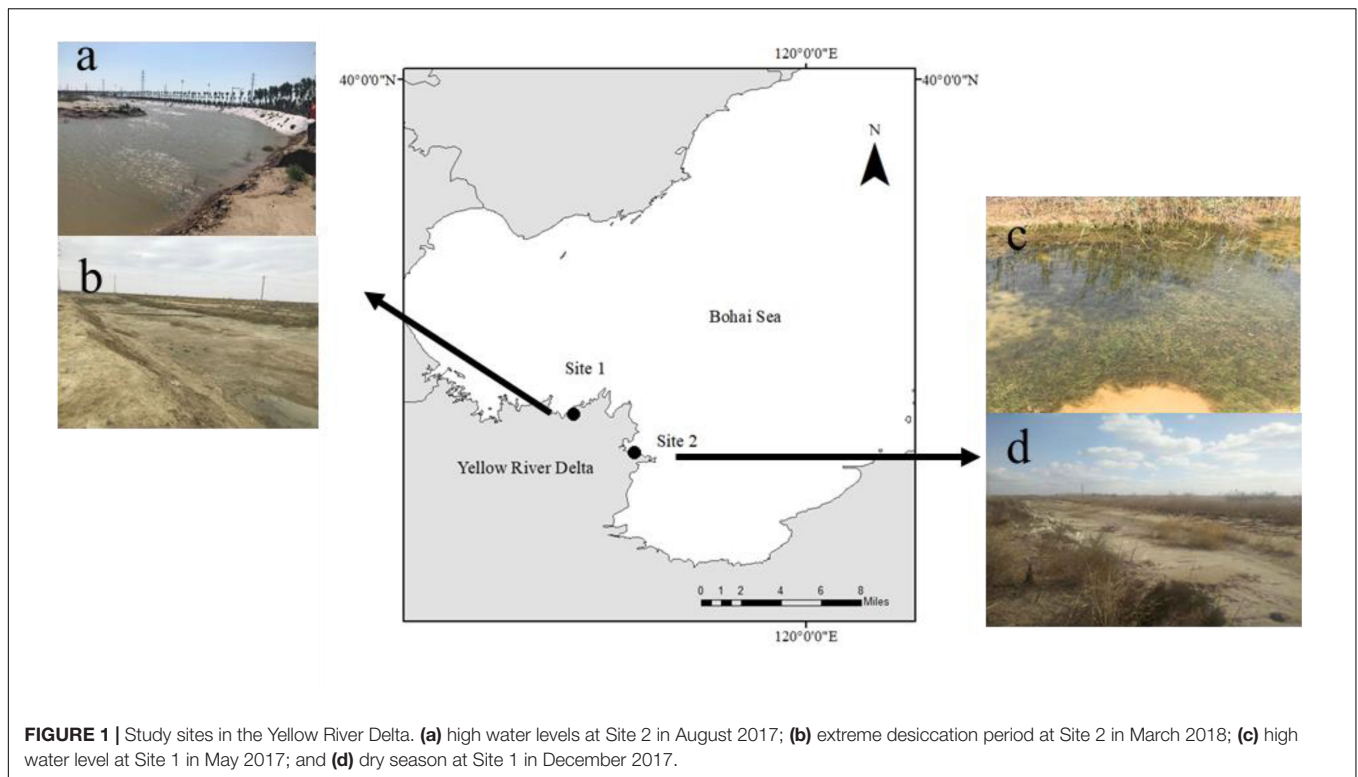 a
b
120°0'0"E
40°0'0"N
40°0'0"N
N
Bohai Sea
Site 1
Site 2
Yellow River Delta
0 1 2 4 6 8
Miles
120°0'0"E
c
d
FIGURE 1 | Study sites in the Yellow River Delta. (a) high water levels at Site 2 in August 2017; (b) extreme desiccation period at Site 2 in March 2018; (c) high
water level at Site 1 in May 2017; and (d) dry season at Site 1 in December 2017.